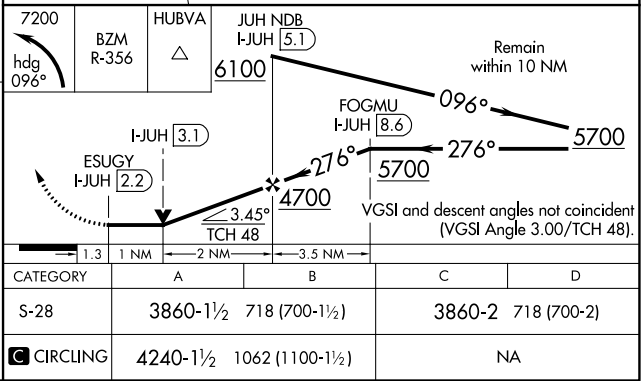 7200
hdg
096°
BZM
R-356
HUBVA
JUH NDB
I-JUH 5.1
6100
Remain
within 10 NM
096°
5700
FOGMU
I-JUH 8.6
276°
276°
5700
I-JUH 3.1
ESUGY
I-JUH 2.2
4700
3.45°
TCH 48
VGSI and descent angles not coincident
(VGSI Angle 3.00/TCH 48).
1.3 1 NM 2 NM 3.5 NM
CATEGORY A B C D
S-28 3860-1½ 718 (700-1½) 3860-2 718 (700-2)
C CIRCLING 4240-1½ 1062 (1100-1½) NA